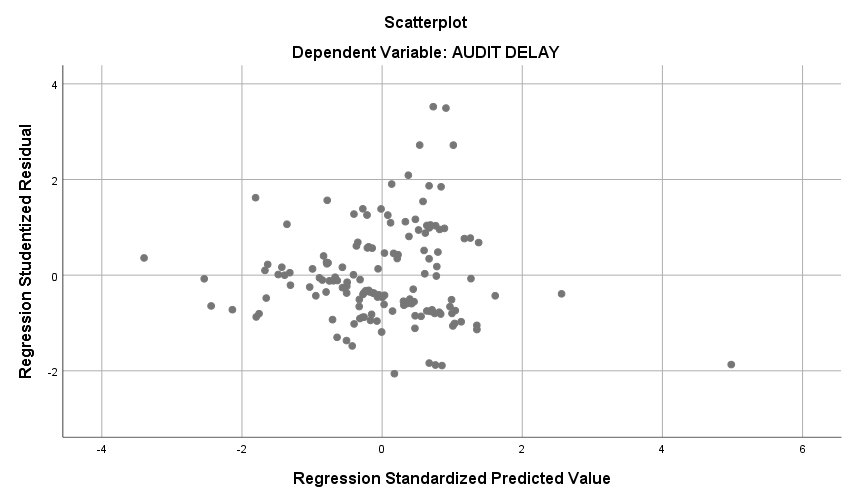 Scatterplot
Dependent Variable: AUDIT DELAY
Regression Studentized Residual
4
2
0
-2
-4
-2
0
2
4
6
Regression Standardized Predicted Value